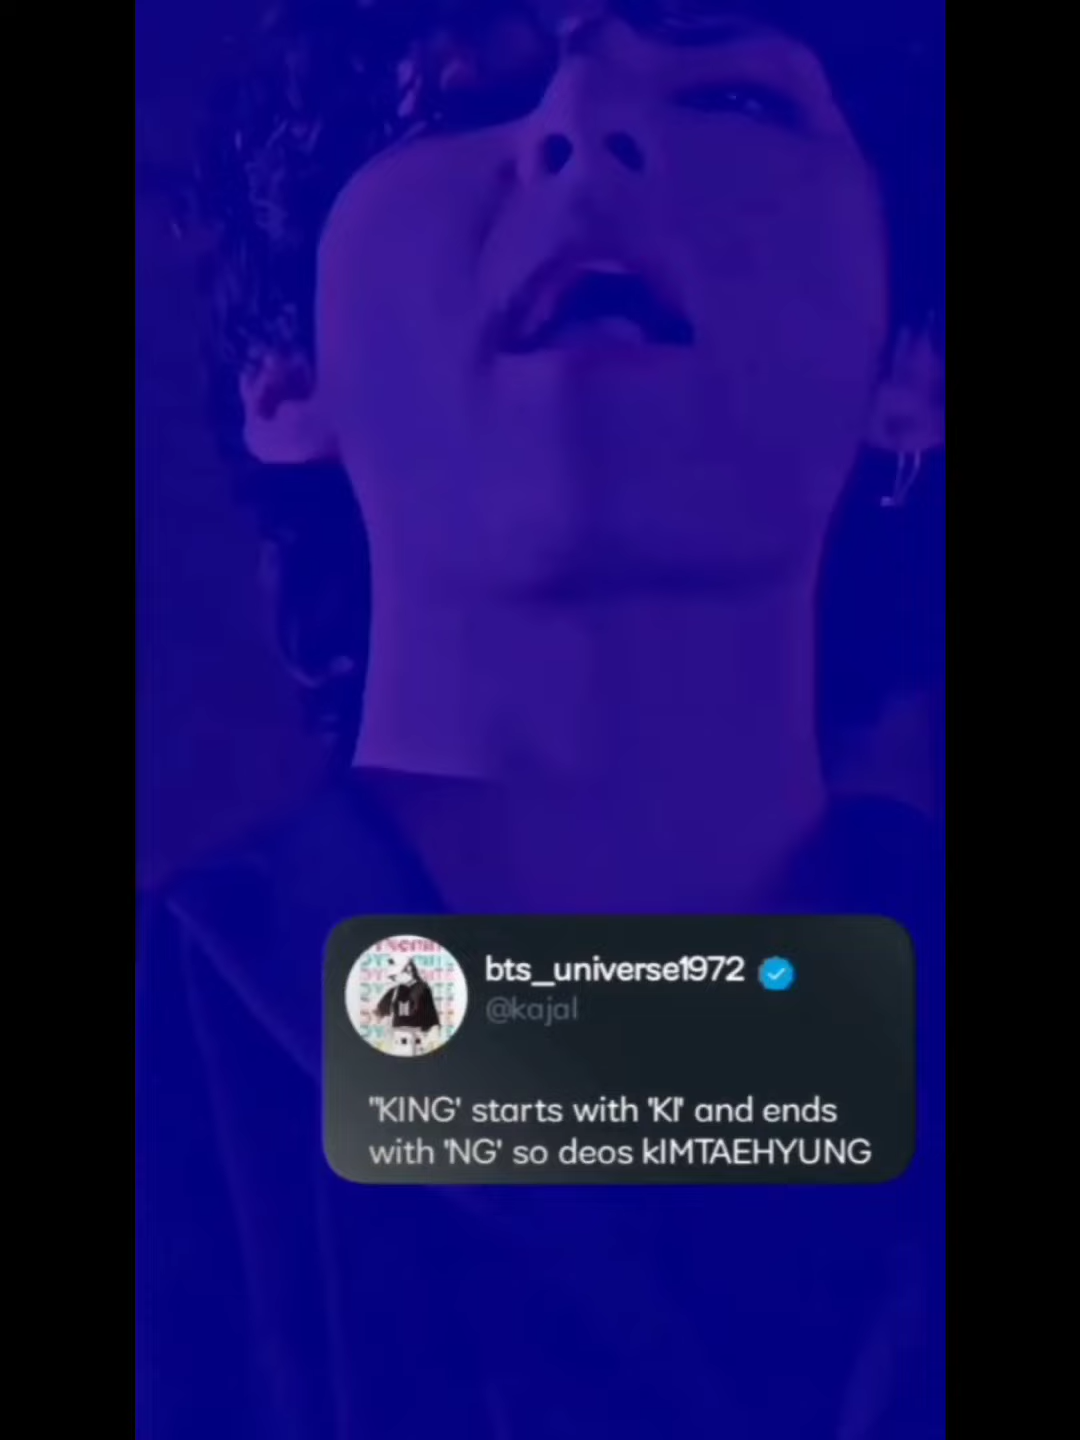 bts_universe1972
@kajal
"KING' starts with 'KI' and ends
with 'NG' so deos kIMTAEHYUNG